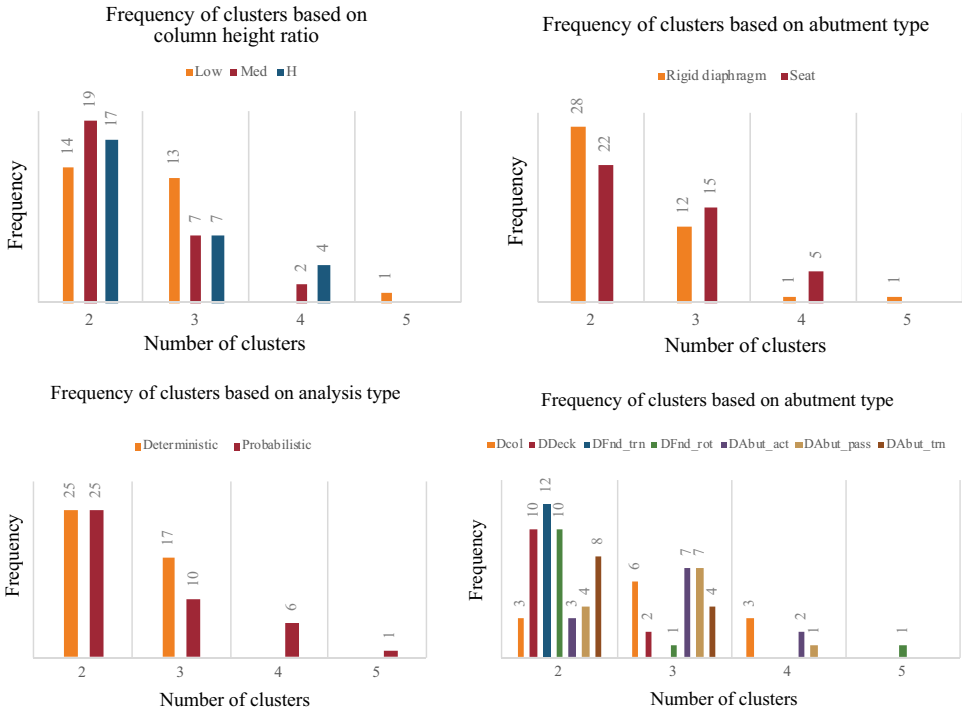 Frequency of clusters based on
column height ratio
Low Med H
14 19 17
13 7 7
2 4
1
Frequency
2 3 4 5
Number of clusters
Frequency of clusters based on abutment type
Rigid diaphragm Seat
28 22
12 15
1 5
1
Frequency
2 3 4 5
Number of clusters
Frequency of clusters based on analysis type
Deterministic Probabilistic
25 25
17 10
6
1
Frequency
2 3 4 5
Number of clusters
Frequency of clusters based on abutment type
Dcol DDeck DFnd_trn DFnd_rot DAbut_act DAbut_pass DAbut_trn
3 10 12 10 3 4 8
6 2 1 7 7 4
3 2 1
1
Frequency
2 3 4 5
Number of clusters